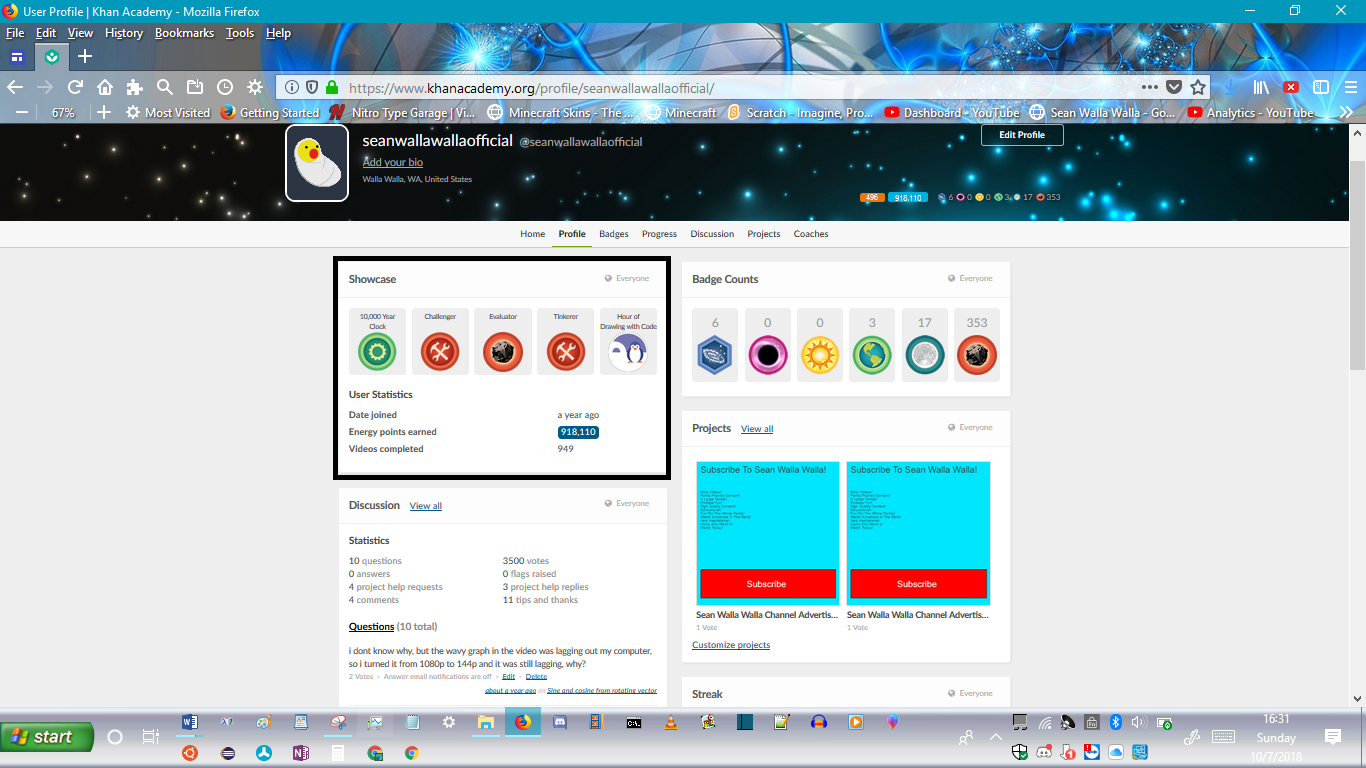 User Profile | Khan Academy - Mozilla Firefox
File Edit View History Bookmarks Tools Help
https://www.khanacademy.org/profile/seanwallawallaofficial/
67% Most Visited Getting Started Nitro Type Garage | Vi... Minecraft Skins - The ... Minecraft Scratch - Imagine, Pro... Dashboard - YouTube Sean Walla Walla - Go... Analytics - YouTube
seanwallawallaofficial @seanwallawallaofficial
Edit Profile
Add your bio
Walla Walla, WA, United States
496 918,110 6 0 0 3 17 353
Home Profile Badges Progress Discussion Projects Coaches
Showcase Everyone
10,000 Year Clock
Challenger
Evaluator
Tinkerer
Hour of Drawing with Code
User Statistics
Date joined a year ago
Energy points earned 918,110
Videos completed 949
Badge Counts Everyone
6 0 0 3 17 353
Discussion View all Everyone
Statistics
10 questions 3500 votes
0 answers 0 flags raised
4 project help requests 3 project help replies
4 comments 11 tips and thanks
Questions (10 total)
i dont know why, but the wavy graph in the video was lagging out my computer,
so i turned it from 1080p to 144p and it was still lagging, why?
2 Votes • Answer email notifications are off • Edit • Delete
about a year ago on Sine and cosine from rotating vector
Projects View all Everyone
Subscribe To Sean Walla Walla! Subscribe To Sean Walla Walla!
Subscribe Subscribe
Sean Walla Walla Channel Advertis... Sean Walla Walla Channel Advertis...
1 Vote 1 Vote
Customize projects
Streak Everyone
start
16:31
Sunday
10/7/2018